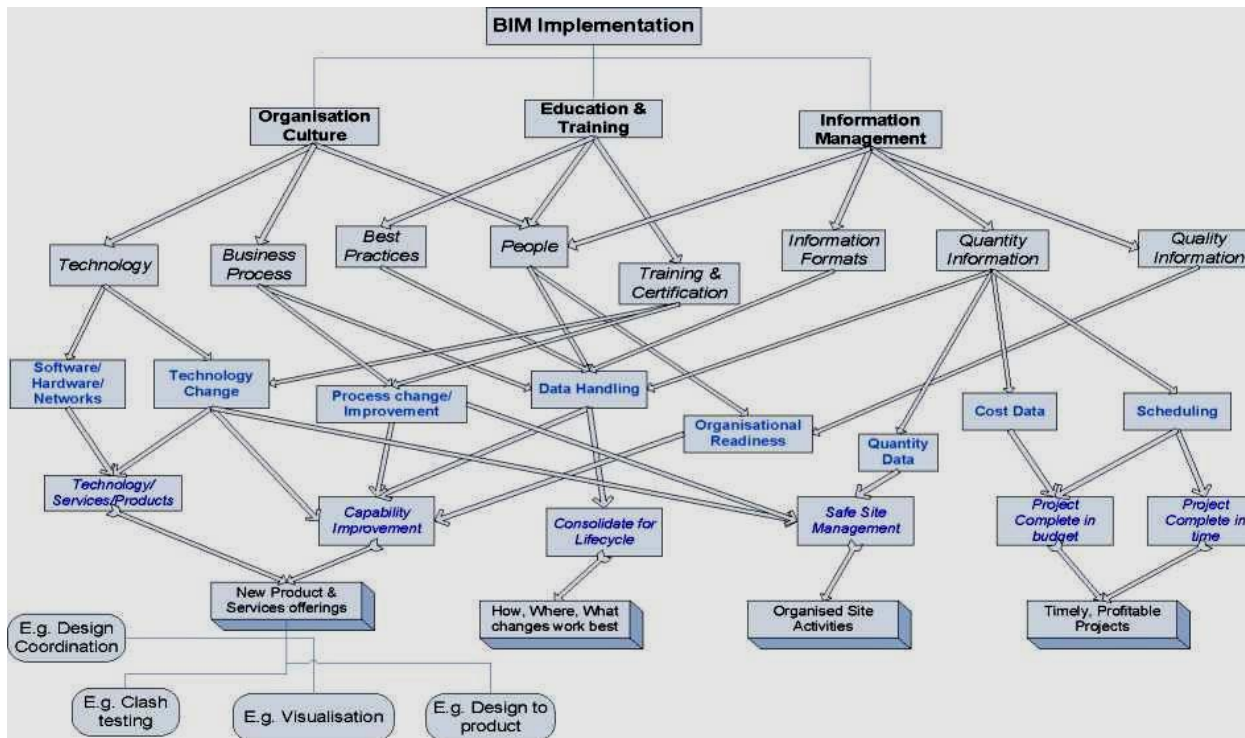 BIM Implementation
Organisation
Culture
Education &
Training
Information
Management
Technology
Business
Process
Best
Practices
People
Training &
Certification
Information
Formats
Quantity
Information
Quality
Information
Software/
Hardware/
Networks
Technology
Change
Process change/
Improvement
Data Handling
Organisational
Readiness
Quantity
Data
Cost Data
Scheduling
Technology/
Services/Products
Capability
Improvement
Consolidate for
Lifecycle
Safe Site
Management
Project
Complete in
budget
Project
Complete in
time
New Product &
Services offerings
How, Where, What
changes work best
Organised Site
Activities
Timely, Profitable
Projects
E.g. Design
Coordination
E.g. Clash
testing
E.g. Visualisation
E.g. Design to
product